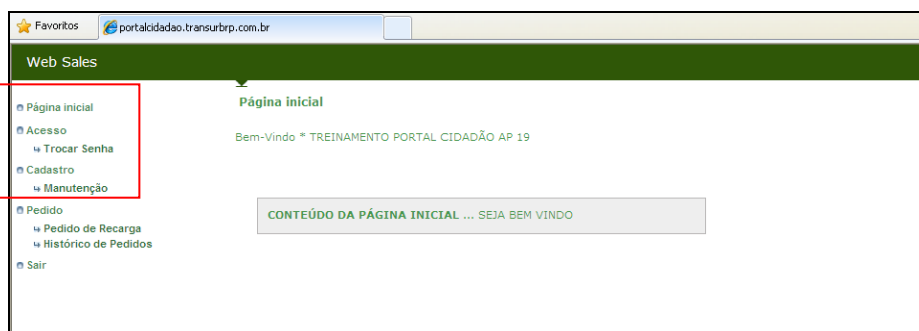 Favoritos
portalcidadao.transurbrp.com.br
Web Sales
Página inicial
Acesso
Trocar Senha
Cadastro
Manutenção
Pedido
Pedido de Recarga
Histórico de Pedidos
Sair
Página inicial
Bem-Vindo * TREINAMENTO PORTAL CIDADÃO AP 19
CONTEÚDO DA PÁGINA INICIAL ... SEJA BEM VINDO